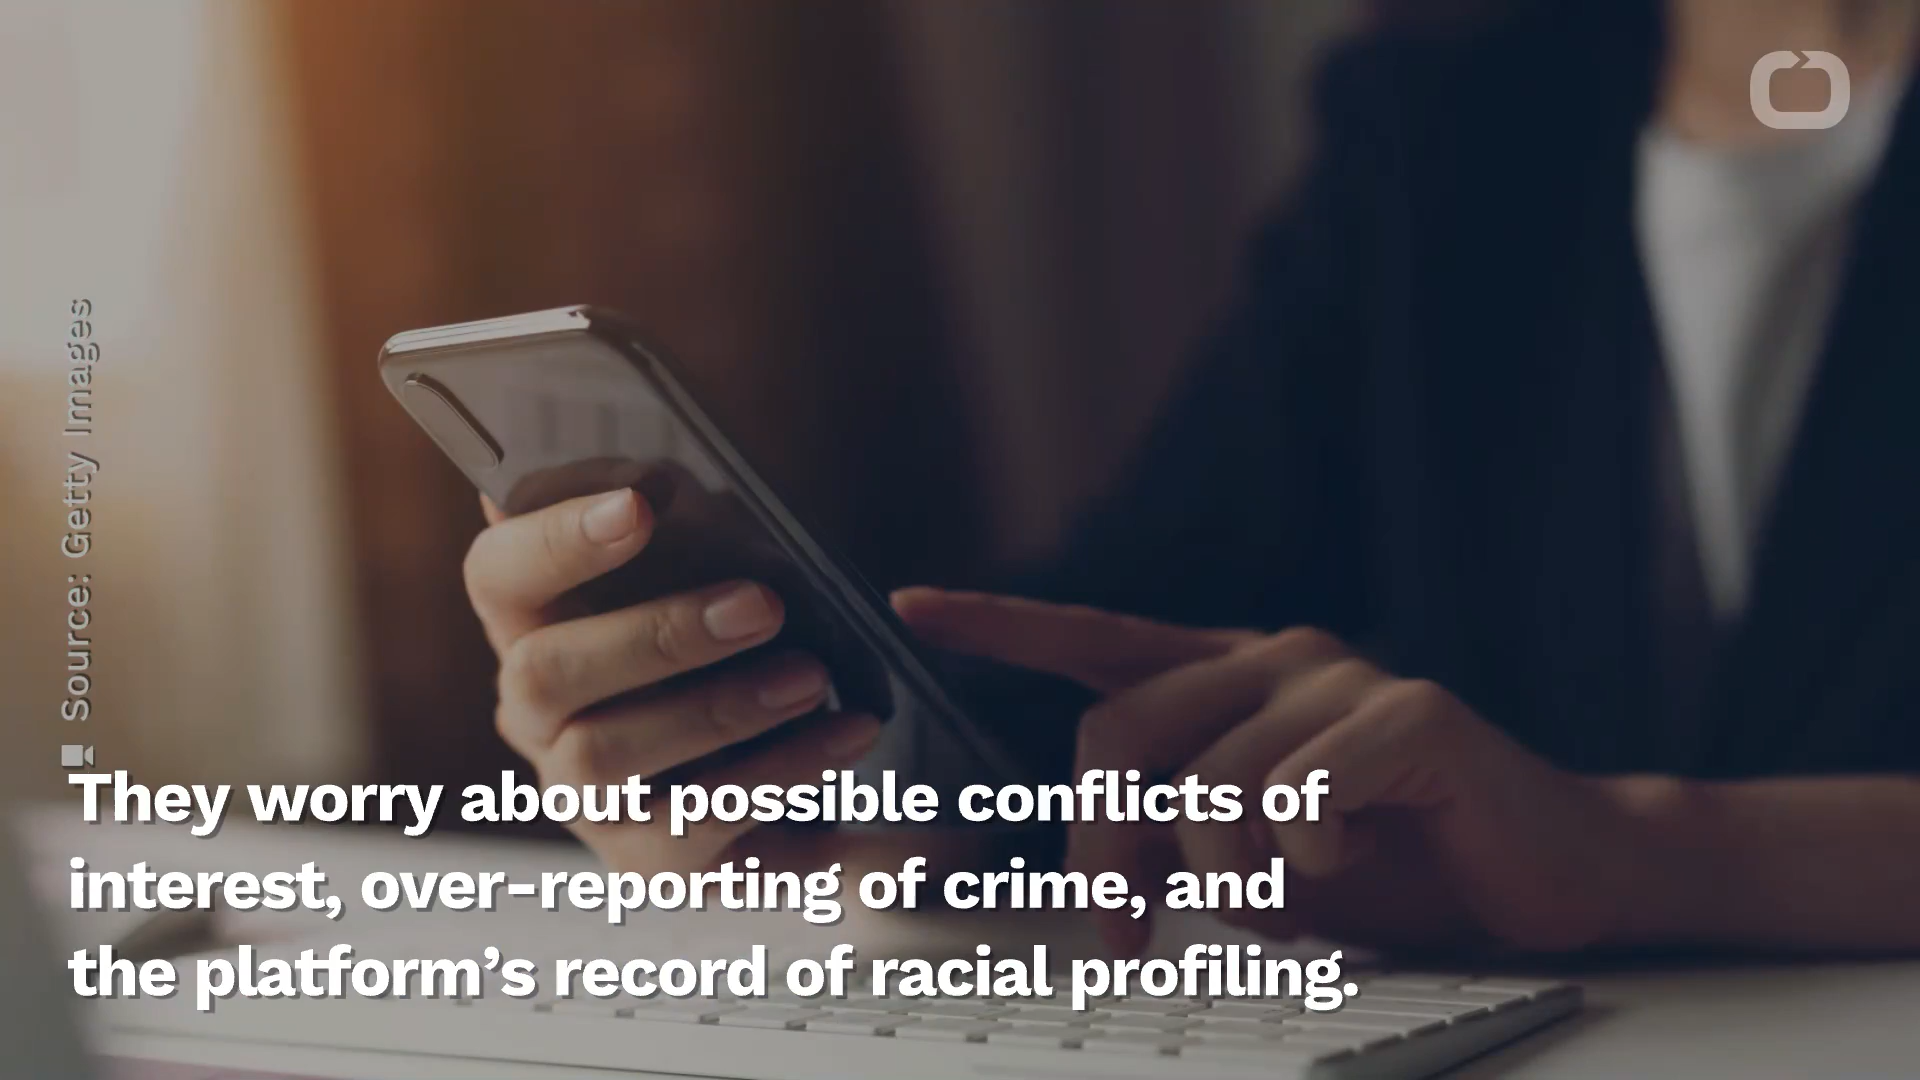 Source: Getty Images
They worry about possible conflicts of
interest, over-reporting of crime, and
the platform's record of racial profiling.